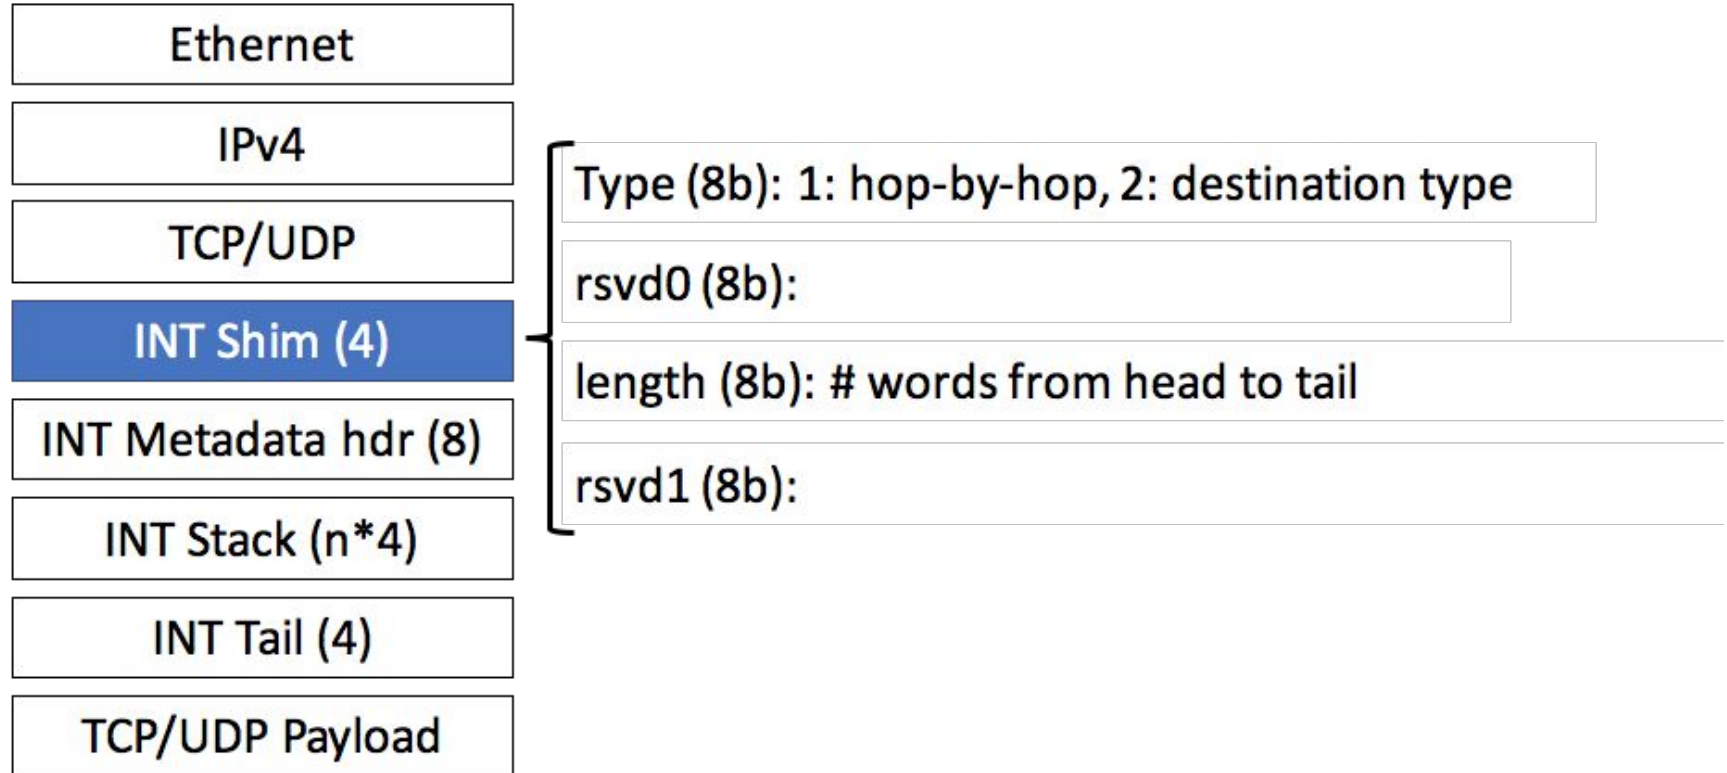 Ethernet
IPv4
TCP/UDP
INT Shim (4)
INT Metadata hdr (8)
INT Stack (n*4)
INT Tail (4)
TCP/UDP Payload
Type (8b): 1: hop-by-hop, 2: destination type
rsvd0 (8b):
length (8b): # words from head to tail
rsvd1 (8b):